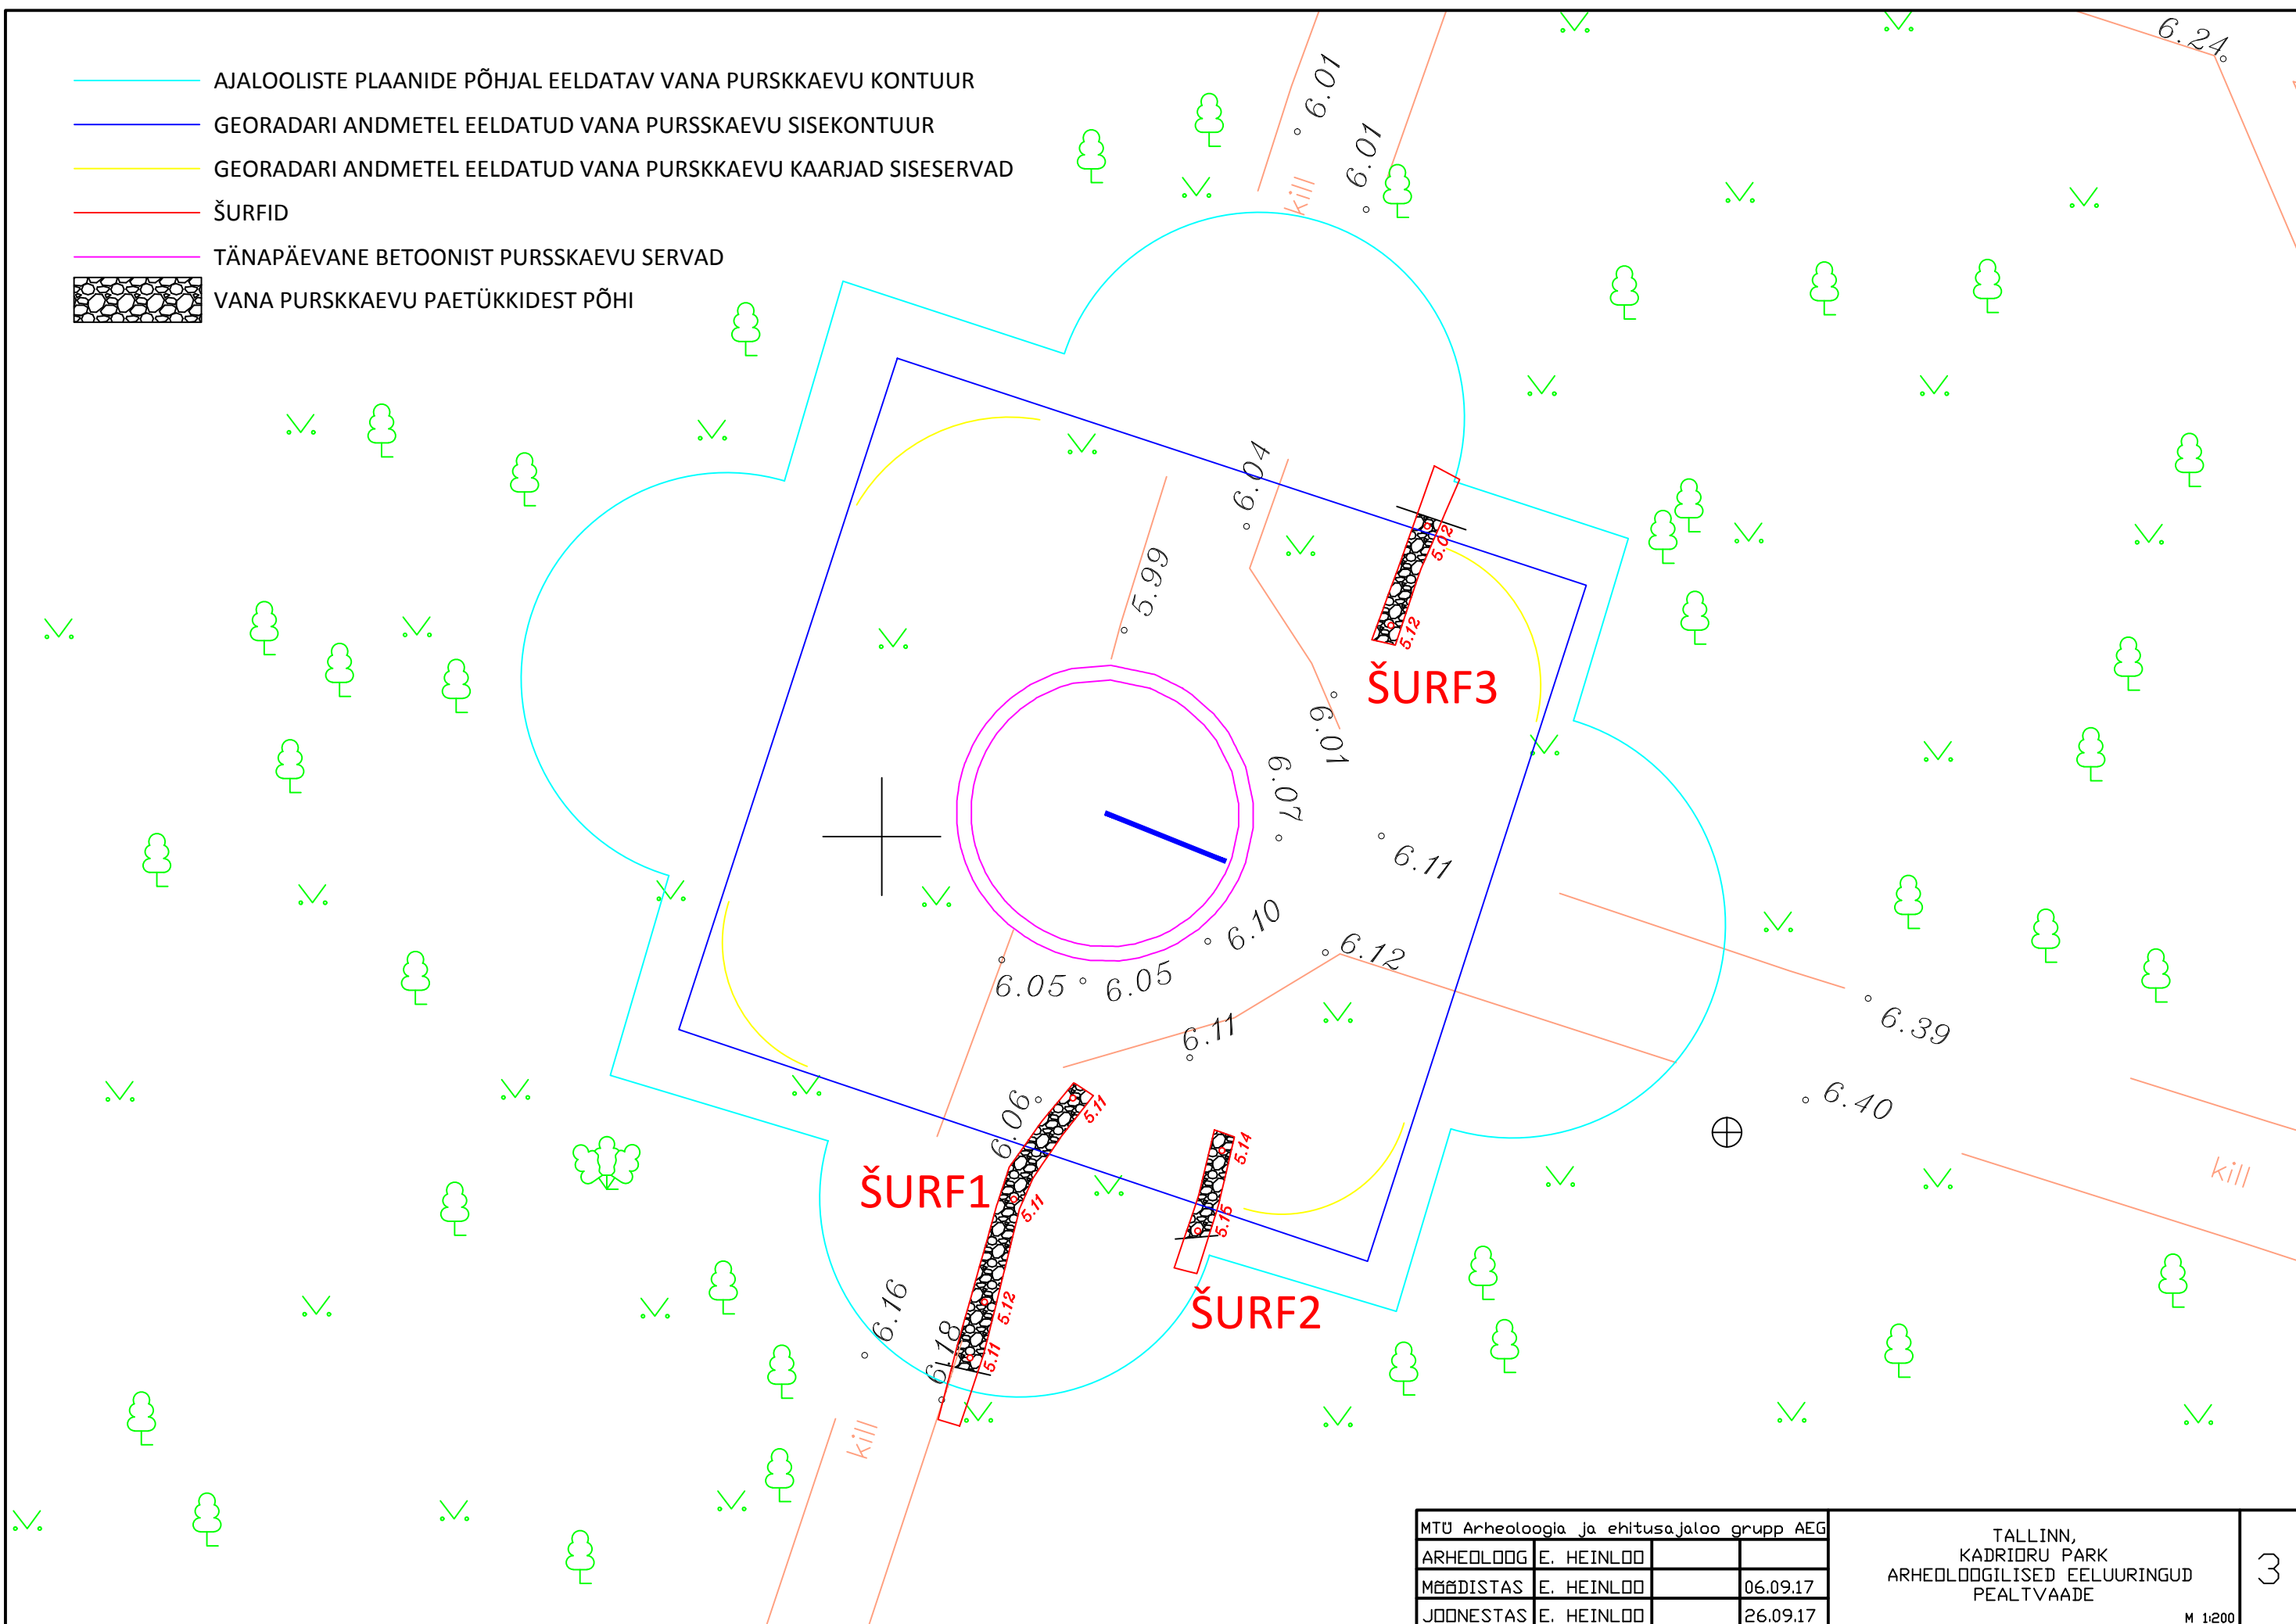 AJALOOLISTE PLAANIDE PÕHJAL EELDATAV VANA PURSKKAEVU KONTUUR
GEORADARI ANDMETEL EELDATUD VANA PURSSKAEVU SISEKONTUUR
GEORADARI ANDMETEL EELDATUD VANA PURSKKAEVU KAARJAD SISESERVAD
ŠURFID
TÄNAPÄEVANE BETOONIST PURSSKAEVU SERVAD
VANA PURSKKAEVU PAETÜKKIDEST PÕHI
6.24
6.01
6.01
kill
6.04
5.99
5.02
5.12
ŠURF3
6.01
6.07
6.11
6.10
6.12
6.05
6.05
6.39
6.11
6.40
6.06
5.11
5.14
kill
ŠURF1
5.11
5.15
ŠURF2
5.12
6.16
6.18
5.11
kill
MTÜ Arheoloogia ja ehitusajaloo grupp AEG
ARHEOLOOG E. HEINLOO
MÕÕDISTAS E. HEINLOO 06.09.17
JOONESTAS E. HEINLOO 26.09.17
TALLINN,
KADRIORU PARK
ARHEOLOOGILISED EELUURINGUD
PEALTVAADE
M 1:200
3